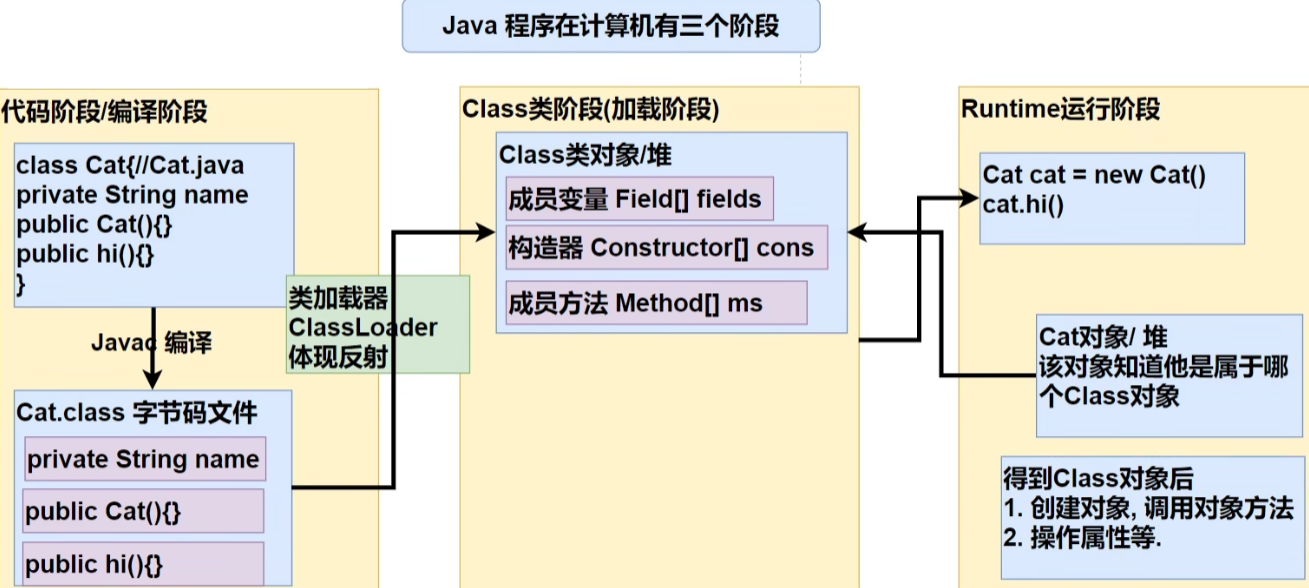 Java 程序在计算机有三个阶段
代码阶段/编译阶段
class Cat{//Cat.java
private String name
public Cat(){}
public hi(){}
}
Javac 编译
Cat.class 字节码文件
private String name
public Cat(){}
public hi(){}
类加载器
ClassLoader
体现反射
Class类阶段(加载阶段)
Class类对象/堆
成员变量 Field[] fields
构造器 Constructor[] cons
成员方法 Method[] ms
Runtime运行阶段
Cat cat = new Cat()
cat.hi()
Cat对象/ 堆
该对象知道他是属于哪
个Class对象
得到Class对象后
1. 创建对象, 调用对象方法
2. 操作属性等.